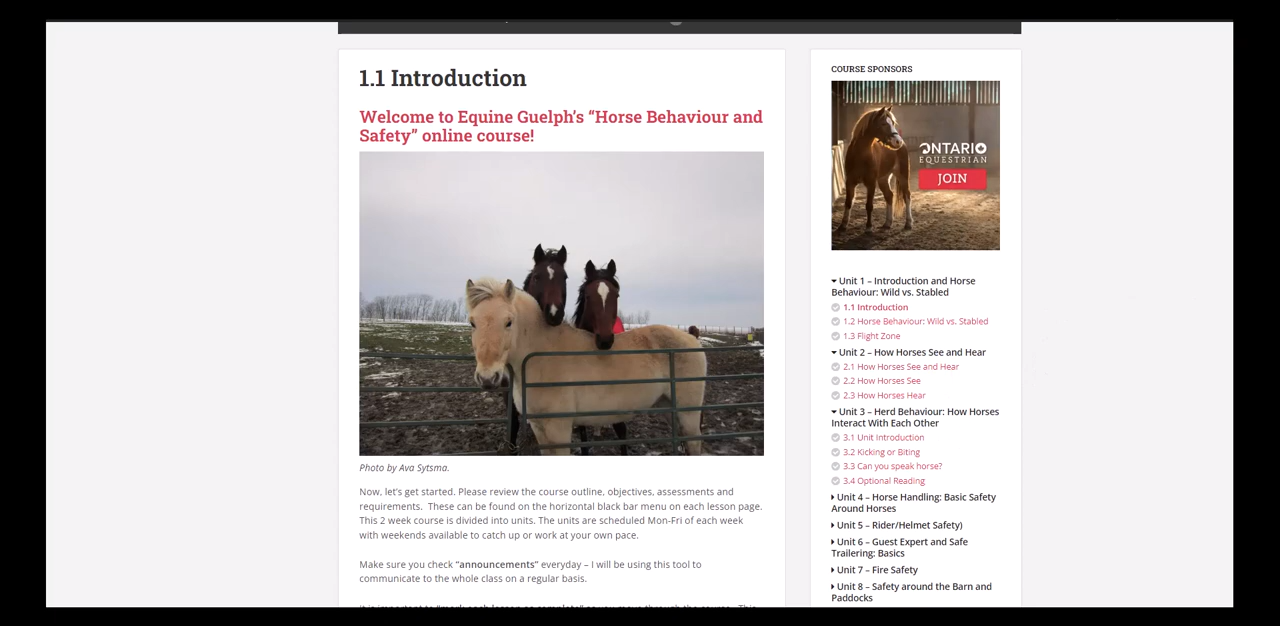 1.1 Introduction
Welcome to Equine Guelph's “Horse Behaviour and
Safety” online course!
Photo by Ava Sytsma.
Now, let's get started. Please review the course outline, objectives, assessments and
requirements.  These can be found on the horizontal black bar menu on each lesson page.
This 2 week course is divided into units. The units are scheduled Mon-Fri of each week
with weekends available to catch up or work at your own pace.
Make sure you check “announcements” everyday – I will be using this tool to
communicate to the whole class on a regular basis.
COURSE SPONSORS
ONTARIO
EQUESTRIAN
JOIN
Unit 1 – Introduction and Horse
Behaviour: Wild vs. Stabled
1.1 Introduction
1.2 Horse Behaviour: Wild vs. Stabled
1.3 Flight Zone
Unit 2 – How Horses See and Hear
2.1 How Horses See and Hear
2.2 How Horses See
2.3 How Horses Hear
Unit 3 – Herd Behaviour: How Horses
Interact With Each Other
3.1 Unit Introduction
3.2 Kicking or Biting
3.3 Can you speak horse?
3.4 Optional Reading
Unit 4 – Horse Handling: Basic Safety
Around Horses
Unit 5 – Rider/Helmet Safety)
Unit 6 – Guest Expert and Safe
Trailering: Basics
Unit 7 – Fire Safety
Unit 8 – Safety around the Barn and
Paddocks